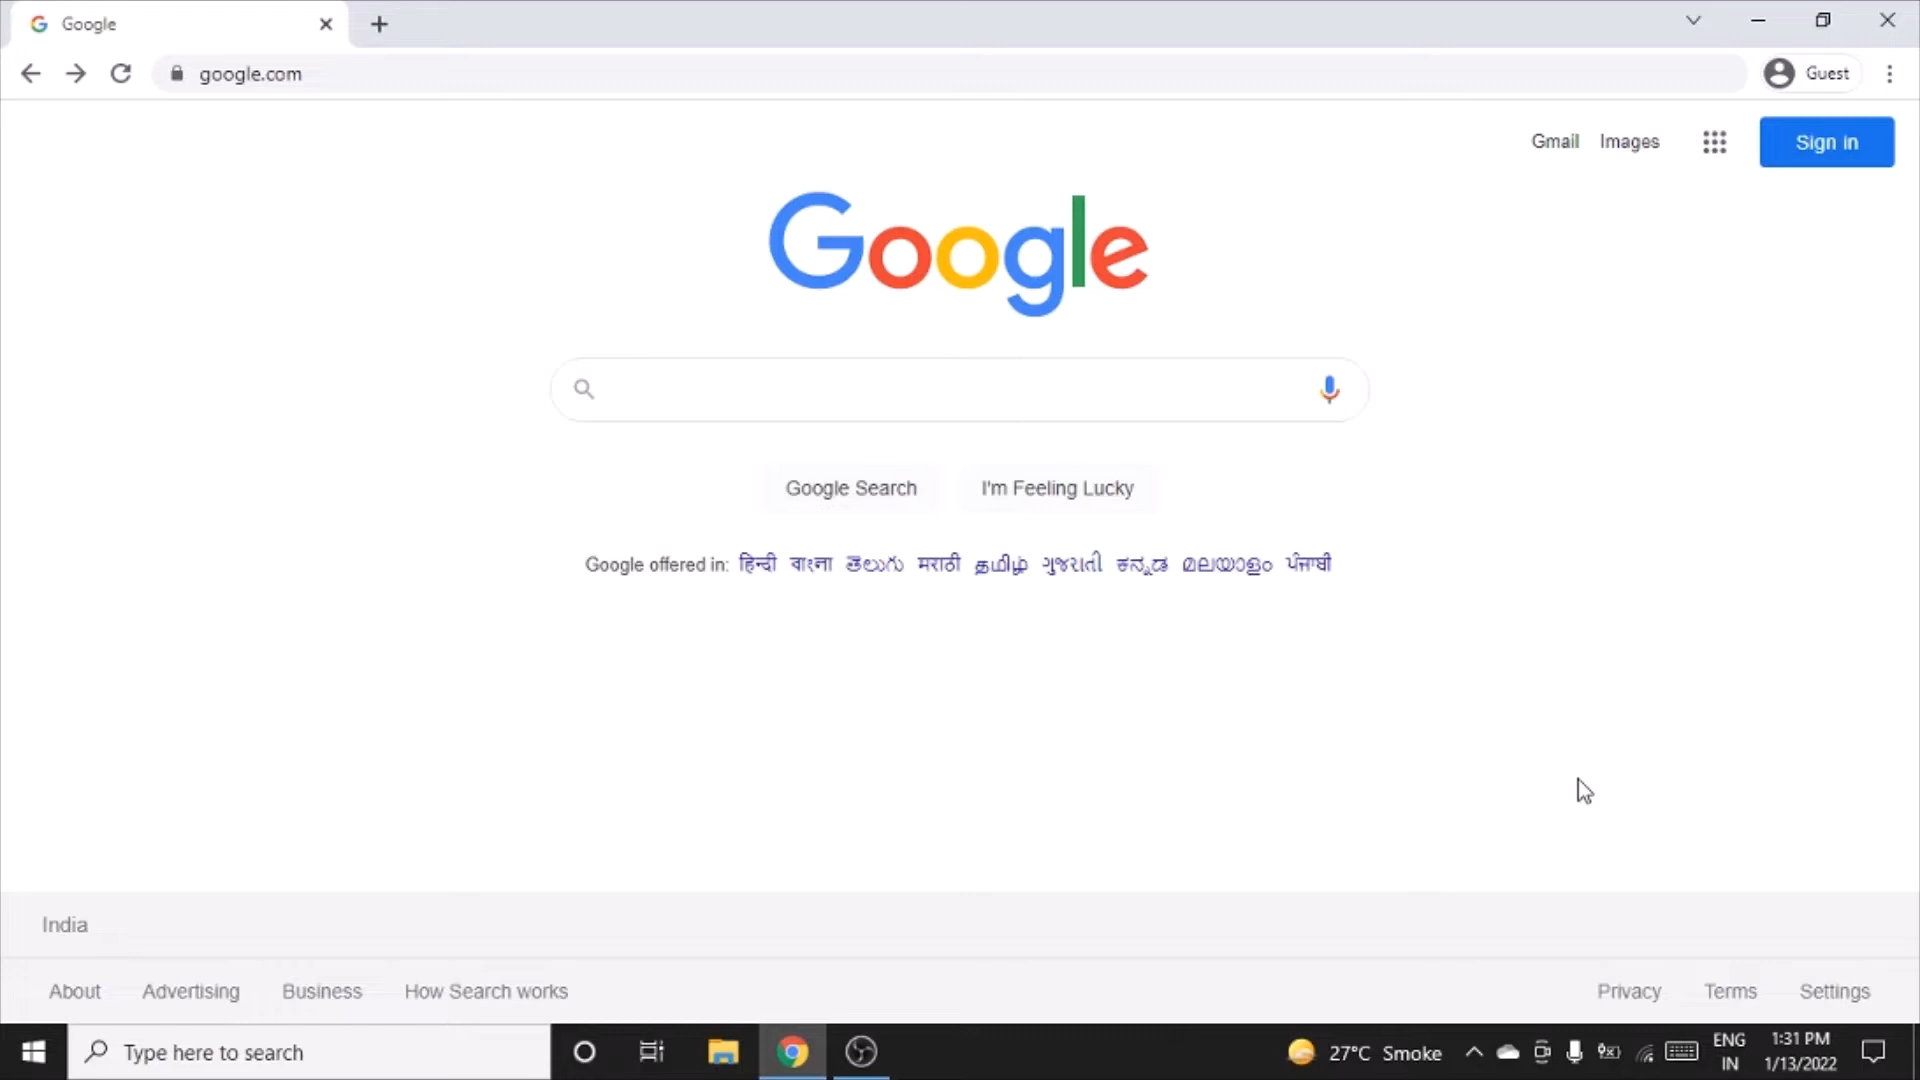 Google
google.com
Guest
Gmail Images
Sign in
Google
Google Search I'm Feeling Lucky
Google offered in: हिन्दी বাংলা తెలుగు मराठी தமிழ் ગુજરાતી ಕನ್ನಡ മലയാളം ਪੰਜਾਬੀ
India
About Advertising Business How Search works Privacy Terms Settings
Type here to search
27°C Smoke
ENG
IN
1:31 PM
1/13/2022